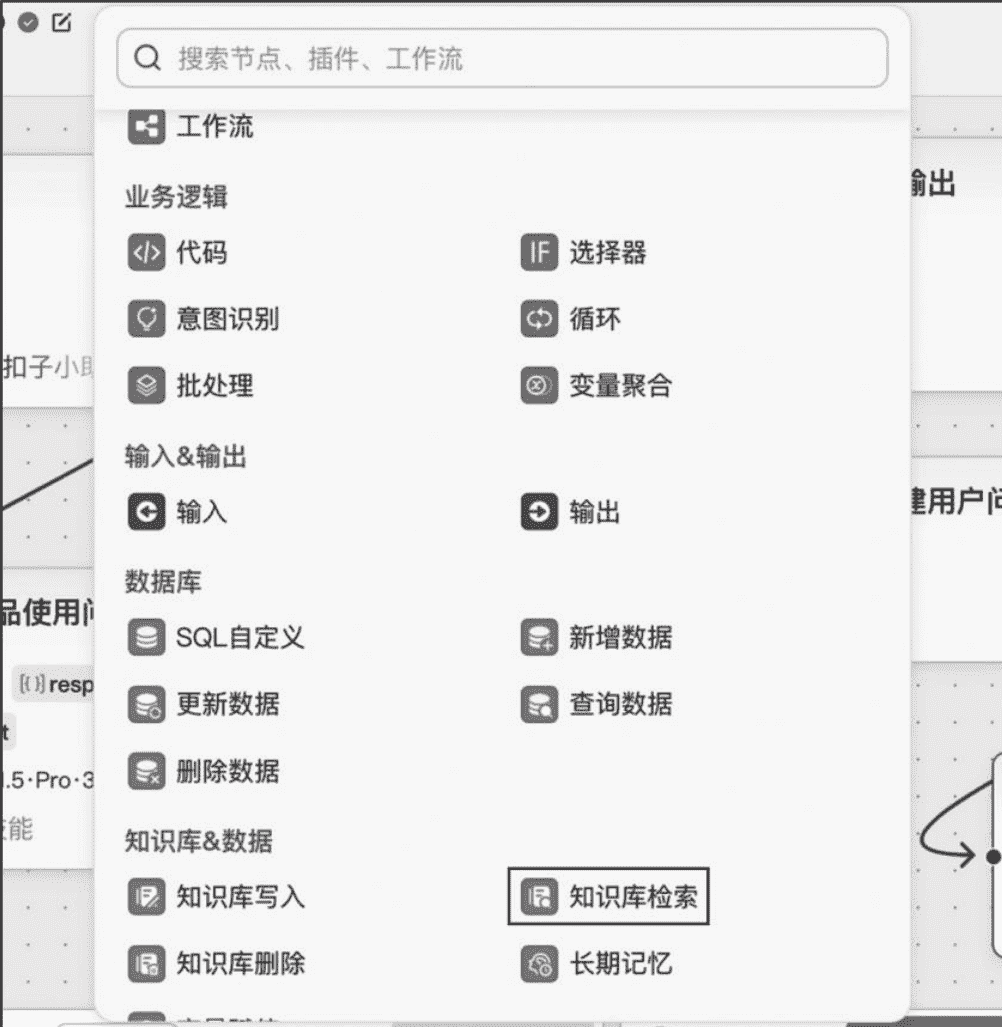 搜索节点、插件、工作流
工作流
业务逻辑
代码 选择器
意图识别 循环
批处理 变量聚合
输入&输出
输入 输出
数据库
SQL自定义 新增数据
更新数据 查询数据
删除数据
知识库&数据
知识库写入 知识库检索
知识库删除 长期记忆
输出
扣子小
建用户问
品使用问
resp
t
1.5·Pro·3
能
IF